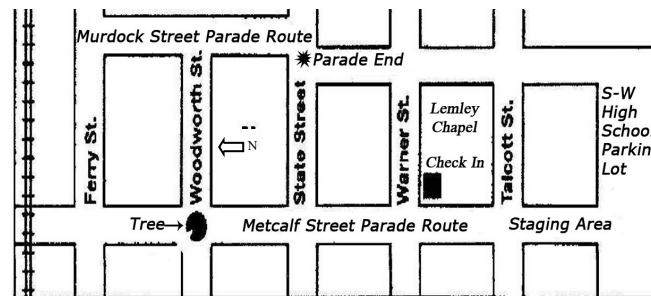 Murdock Street Parade Route
Parade End
Ferry St.
Woodworth St.
State Street
Warner St.
Talcott St.
N
Lemley
Chapel
Check In
S-W
High
School
Parkin
Lot
Tree
Metcalf Street Parade Route
Staging Area